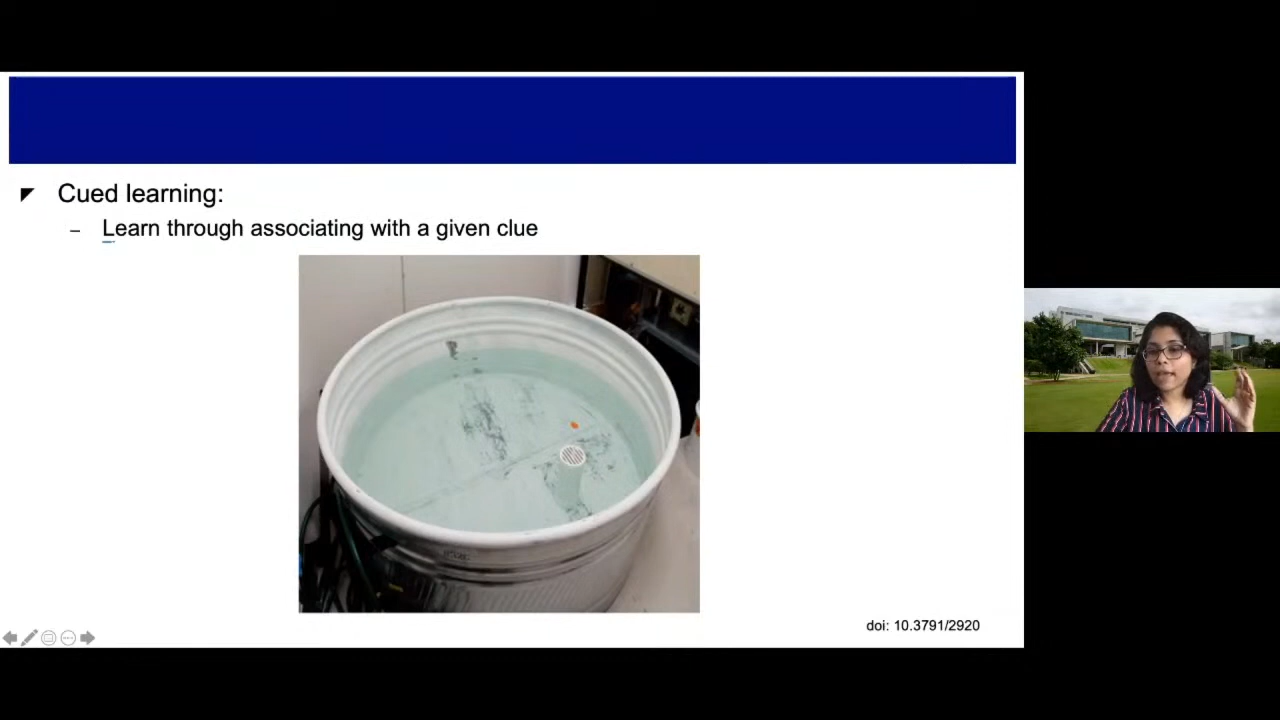 Cued learning:
– Learn through associating with a given clue
doi: 10.3791/2920